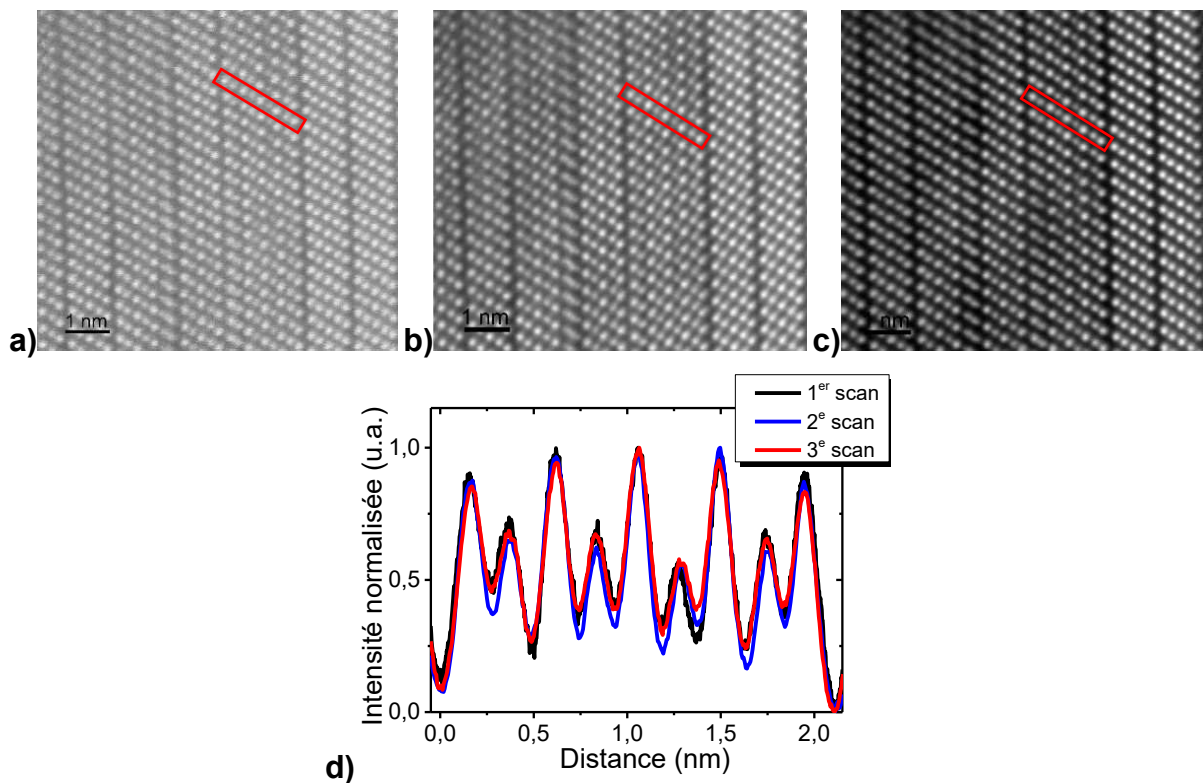 1 nm
a)
1 nm
b)
nm
c)
1er scan
2e scan
3e scan
Intensité normalisée (u.a.)
1,0
0,5
0,0
0,0
0,5
1,0
1,5
2,0
Distance (nm)
d)